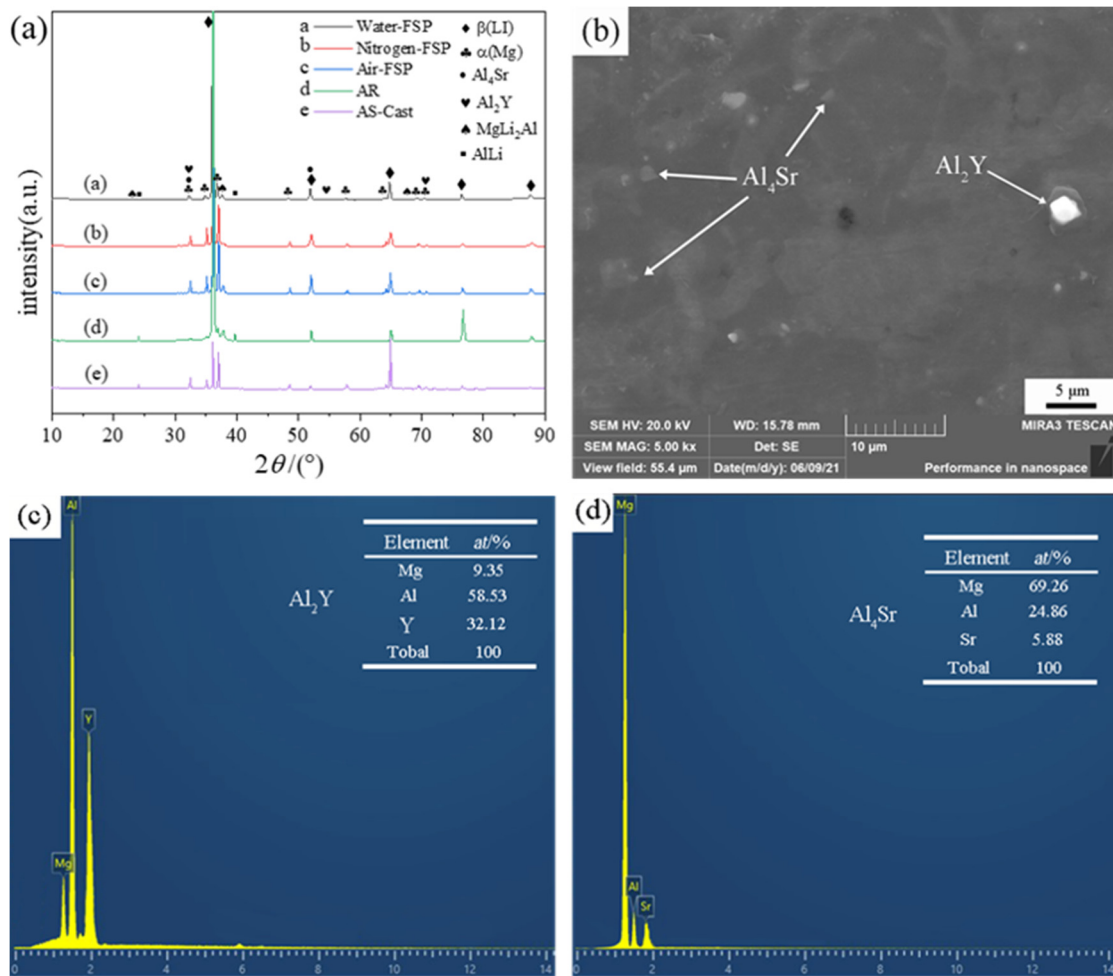 (a)
a Water-FSP
b Nitrogen-FSP
c Air-FSP
d AR
e AS-Cast
β(LI)
α(Mg)
Al₄Sr
Al₂Y
MgLi₂Al
AlLi
(a)
(b)
(c)
(d)
(e)
intensity(a.u.)
10 20 30 40 50 60 70 80 90
2θ/(°)
(b)
Al₄Sr
Al₂Y
5 μm
SEM HV: 20.0 kV WD: 15.78 mm MIRA3 TESCAN
SEM MAG: 5.00 kx Det: SE 10 μm
View field: 55.4 μm Date(m/d/y): 06/09/21 Performance in nanospace
(c)
Al
Y
Mg
Al₂Y
Element at/%
Mg 9.35
Al 58.53
Y 32.12
Tobal 100
0 2 4 6 8 10 12 14
(d)
Mg
Al
Sr
Al₄Sr
Element at/%
Mg 69.26
Al 24.86
Sr 5.88
Tobal 100
0 2 4 6 8 10 12 14